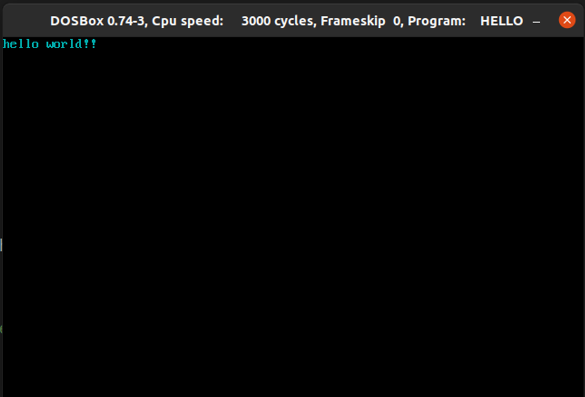 DOSBox 0.74-3, Cpu speed: 3000 cycles, Frameskip 0, Program: HELLO
hello world!!